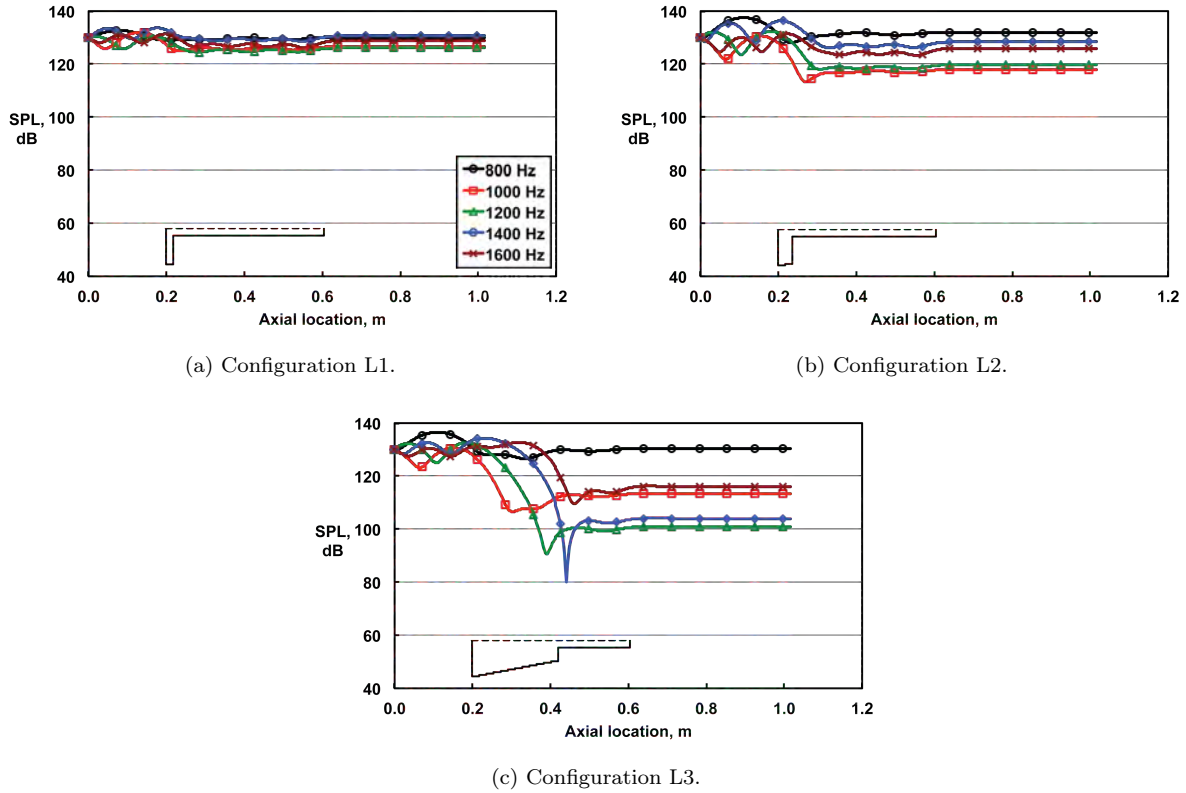 140
120
100
80
60
40
SPL,
dB
0.0 0.2 0.4 0.6 0.8 1.0 1.2
Axial location, m
800 Hz
1000 Hz
1200 Hz
1400 Hz
1600 Hz
(a) Configuration L1.
140
120
100
80
60
40
SPL,
dB
0.0 0.2 0.4 0.6 0.8 1.0 1.2
Axial location, m
(b) Configuration L2.
140
120
100
80
60
40
SPL,
dB
0.0 0.2 0.4 0.6 0.8 1.0 1.2
Axial location, m
(c) Configuration L3.